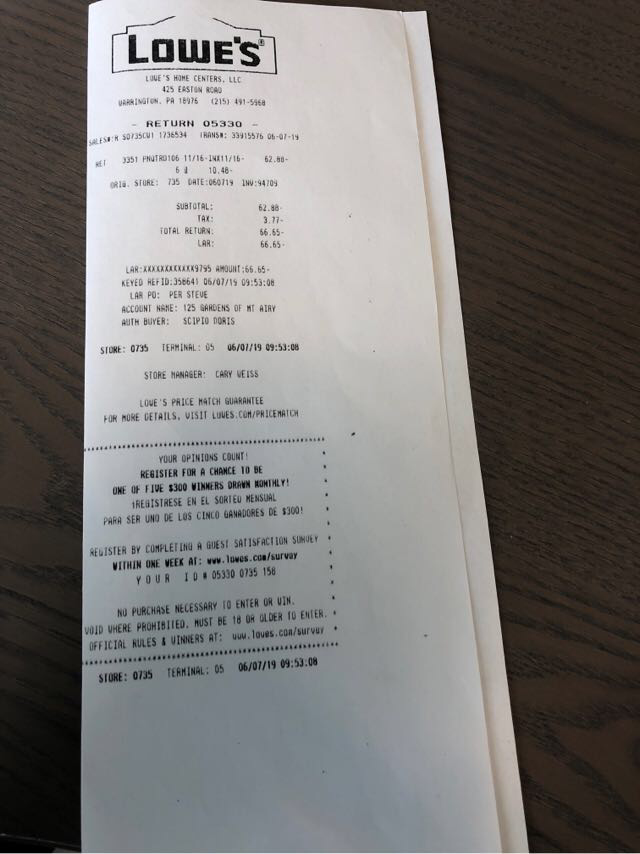 LOWE'S
LOWE'S HOME CENTERS, LLC
425 EASTON ROAD
WARRINGTON, PA 18976 (215) 491-5968
- RETURN 05330 -
SALES#:R S0735CW1 1736534 TRANS#: 33915576 06-07-19
RET 3351 11/16- 62.88-
6 @ 10.48-
ORIG. STORE: 735 DATE:060719 INV:94709
SUBTOTAL: 62.88-
TAX: 3.77-
TOTAL RETURN: 66.65-
LAR: 66.65-
LAR:XXXXXXXXXXXX9795 AMOUNT:66.65-
KEYED REFID:358641 06/07/19 09:53:08
LAR PO: PER STEVE
ACCOUNT NAME: 125 GARDENS OF MT AIRY
AUTH BUYER: SCIPIO DORIS
STORE: 0735 TERMINAL: 05 06/07/19 09:53:08
STORE MANAGER: CARY WEISS
LOWE'S PRICE MATCH GUARANTEE
FOR MORE DETAILS, VISIT LOWES.COM/PRICEMATCH
YOUR OPINIONS COUNT!
REGISTER FOR A CHANCE TO BE
ONE OF FIVE $300 WINNERS DRAWN MONTHLY!
¡REGISTRESE EN EL SORTEO MENSUAL
PARA SER UNO DE LOS CINCO GANADORES DE $300!
REGISTER BY COMPLETING A GUEST SATISFACTION SURVEY
WITHIN ONE WEEK AT: www.lowes.com/survey
YOUR ID # 05330 0735 158
NO PURCHASE NECESSARY TO ENTER OR WIN.
VOID WHERE PROHIBITED. MUST BE 18 OR OLDER TO ENTER.
OFFICIAL RULES & WINNERS AT: www.lowes.com/survey
STORE: 0735 TERMINAL: 05 06/07/19 09:53:08